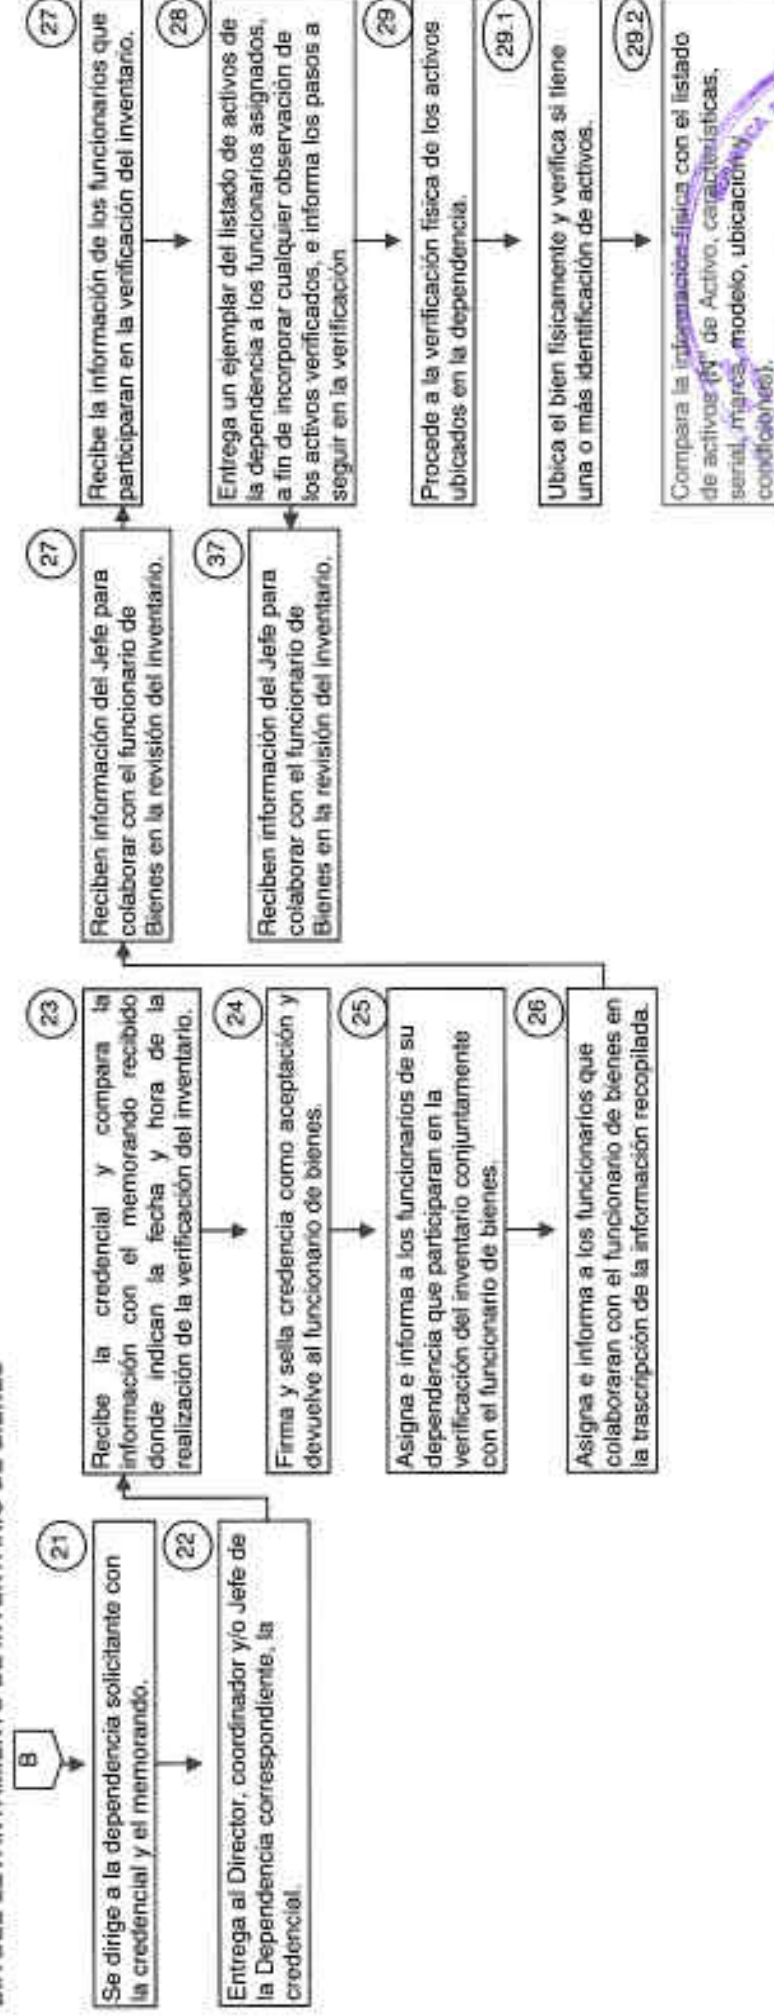 B
21
Se dirige a la dependencia solicitante con
la credencial y el memorando.
22
Entrega al Director, coordinador y/o Jefe de
la Dependencia correspondiente, la
credencial.
23
Recibe la credencial y compara la
información con el memorando recibido
donde indican la fecha y hora de la
realización de la verificación del inventario.
24
Firma y sella credencia como aceptación y
devuelve al funcionario de bienes.
25
Asigna e informa a los funcionarios de su
dependencia que participaran en la
verificación del inventario conjuntamente
con el funcionario de bienes.
26
Asigna e informa a los funcionarios que
colaboraran con el funcionario de bienes en
la trascripción de la información recopilada.
27
Reciben información del Jefe para
colaborar con el funcionario de
Bienes en la revisión del inventario.
37
Reciben información del Jefe para
colaborar con el funcionario de
Bienes en la revisión del inventario.
27
Recibe la información de los funcionarios que
participaran en la verificación del inventario.
28
Entrega un ejemplar del listado de activos de
la dependencia a los funcionarios asignados,
a fin de incorporar cualquier observación de
los activos verificados, e informa los pasos a
seguir en la verificación
29
Procede a la verificación física de los activos
ubicados en la dependencia.
29.1
Ubica el bien físicamente y verifica si tiene
una o más identificación de activos.
29.2
Compara la información física con el listado
de activos (N° de Activo, características,
serial, marca, modelo, ubicación y
condiciones).